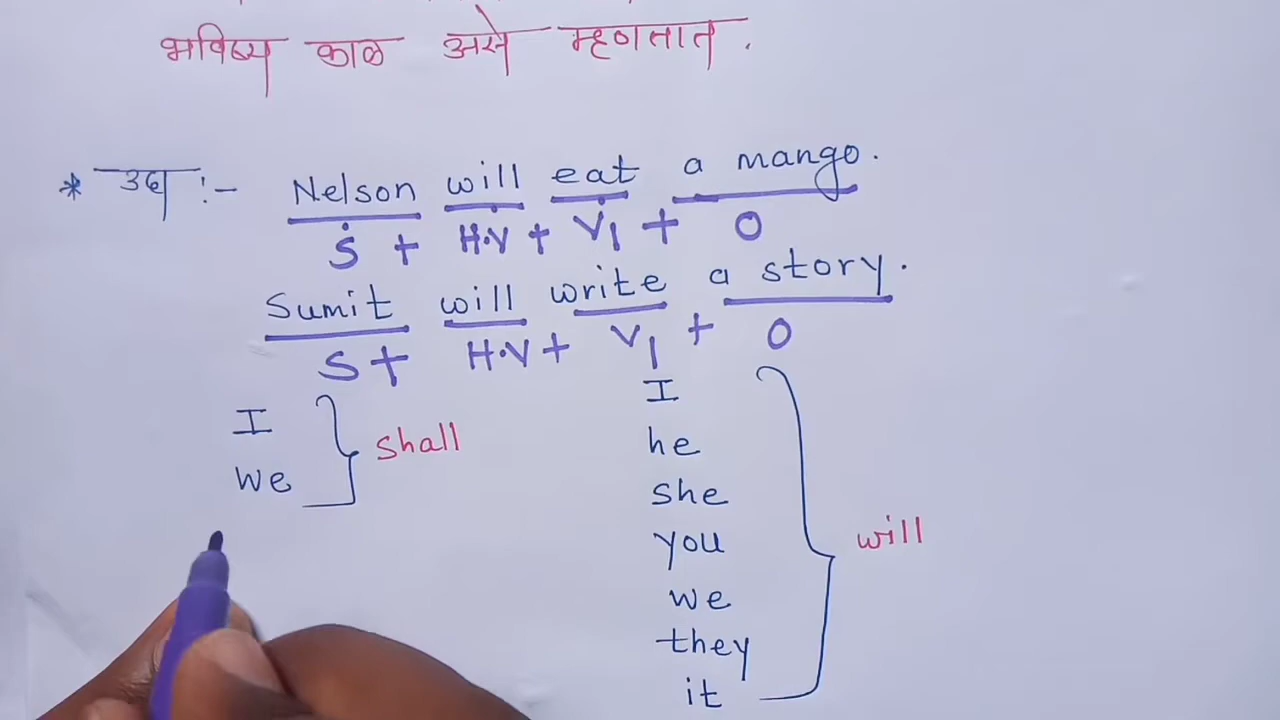 भविष्य काळ असे म्हणतात.
* उदा :- Nelson will eat a mango.
S + H.V + V1 + O
Sumit will write a story.
S + H.V + V1 + O
I
we
shall
I
he
she
you
we
they
it
will